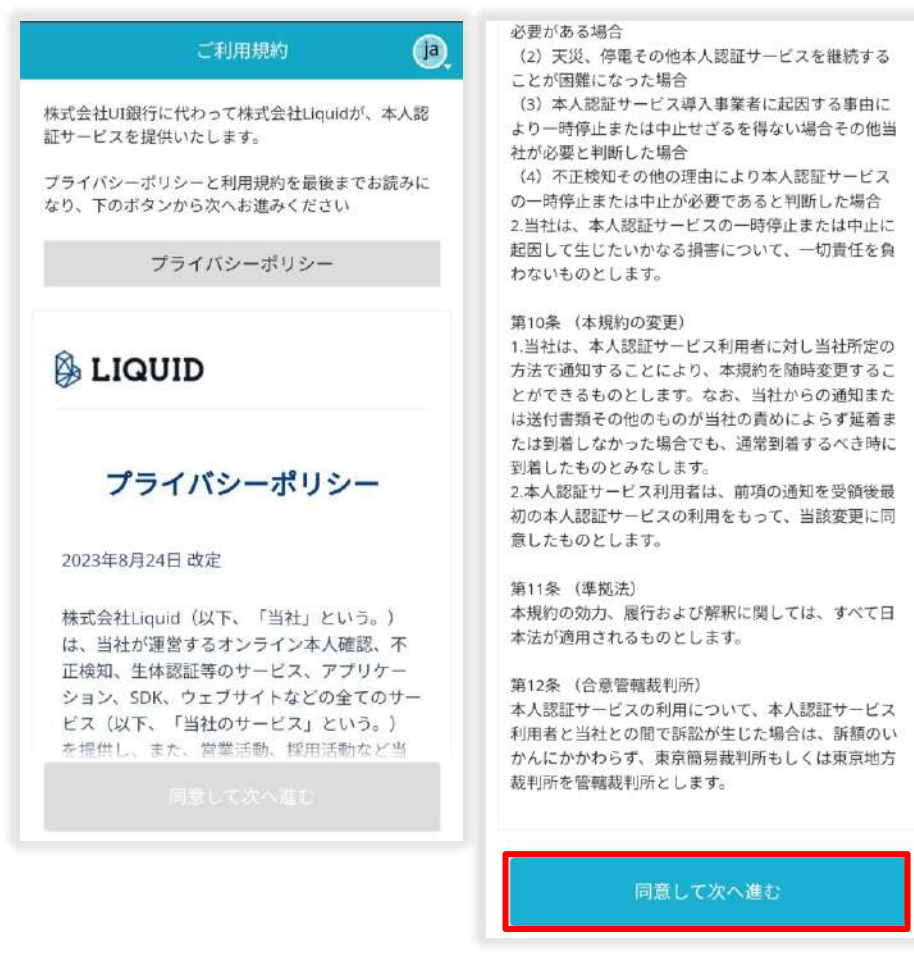 ご利用規約
ja
株式会社UI銀行に代わって株式会社Liquidが、本人認
証サービスを提供いたします。
プライバシーポリシーと利用規約を最後までお読みに
なり、下のボタンから次へお進みください
プライバシーポリシー
LIQUID
プライバシーポリシー
2023年8月24日 改定
株式会社Liquid（以下、「当社」という。）
は、当社が運営するオンライン本人確認、不
正検知、生体認証等のサービス、アプリケー
ション、SDK、ウェブサイトなどの全てのサー
ビス（以下、「当社のサービス」という。）
を提供し、また、営業活動、採用活動など当
同意して次へ進む
必要がある場合
（2）天災、停電その他本人認証サービスを継続する
ことが困難になった場合
（3）本人認証サービス導入事業者に起因する事由に
より一時停止または中止せざるを得ない場合その他当
社が必要と判断した場合
（4）不正検知その他の理由により本人認証サービス
の一時停止または中止が必要であると判断した場合
2.当社は、本人認証サービスの一時停止または中止に
起因して生じたいかなる損害について、一切責任を負
わないものとします。
第10条 （本規約の変更）
1.当社は、本人認証サービス利用者に対し当社所定の
方法で通知することにより、本規約を随時変更するこ
とができるものとします。なお、当社からの通知また
は送付書類その他のものが当社の責めによらず延着ま
たは到着しなかった場合でも、通常到着するべき時に
到着したものとみなします。
2.本人認証サービス利用者は、前項の通知を受領後最
初の本人認証サービスの利用をもって、当該変更に同
意したものとします。
第11条 （準拠法）
本規約の効力、履行および解釈に関しては、すべて日
本法が適用されるものとします。
第12条 （合意管轄裁判所）
本人認証サービスの利用について、本人認証サービス
利用者と当社との間で訴訟が生じた場合は、訴額のい
かんにかかわらず、東京簡易裁判所もしくは東京地方
裁判所を管轄裁判所とします。
同意して次へ進む